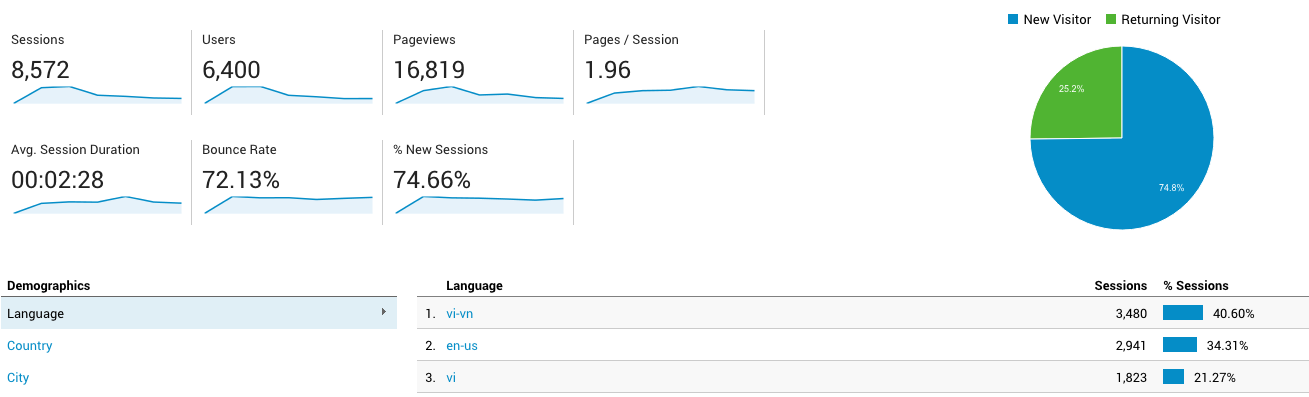 Sessions
8,572
Users
6,400
Pageviews
16,819
Pages / Session
1.96
Avg. Session Duration
00:02:28
Bounce Rate
72.13%
% New Sessions
74.66%
New Visitor
Returning Visitor
25.2%
74.8%
Demographics
Language
Country
City
Language Sessions % Sessions
1. vi-vn 3,480 40.60%
2. en-us 2,941 34.31%
3. vi 1,823 21.27%